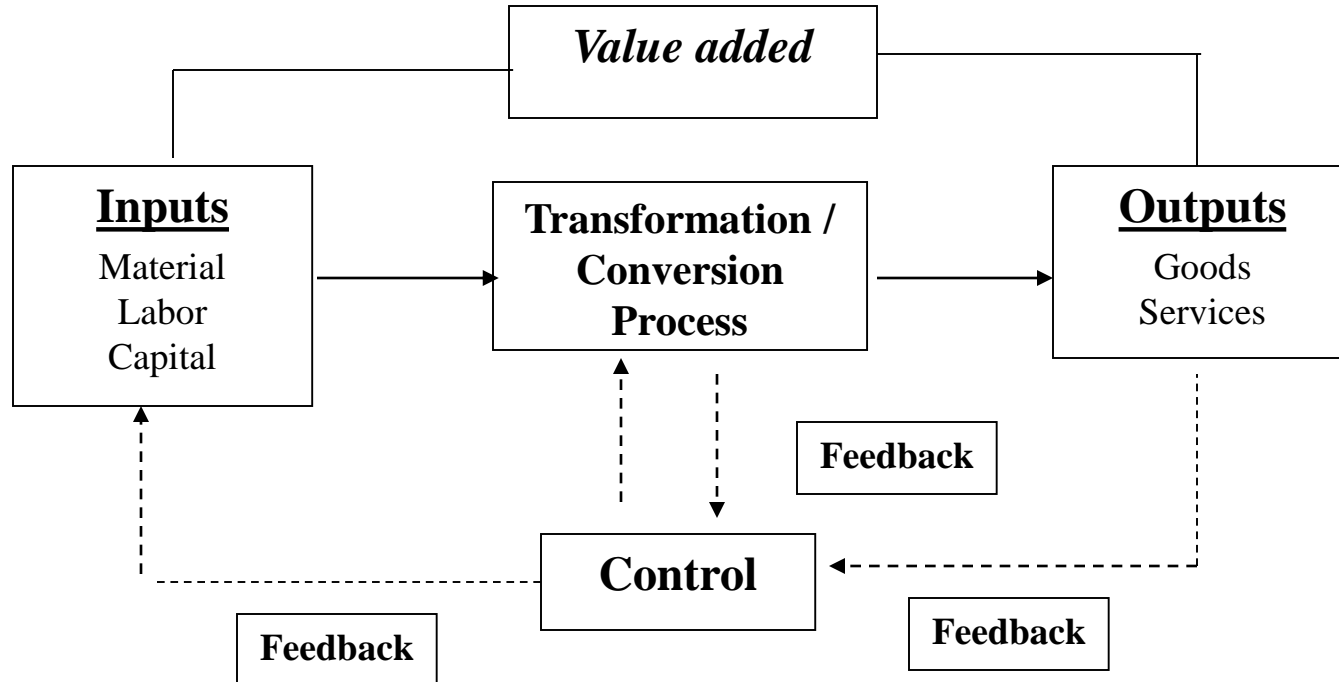 Value added
Inputs
Material
Labor
Capital
Transformation /
Conversion
Process
Outputs
Goods
Services
Feedback
Control
Feedback
Feedback